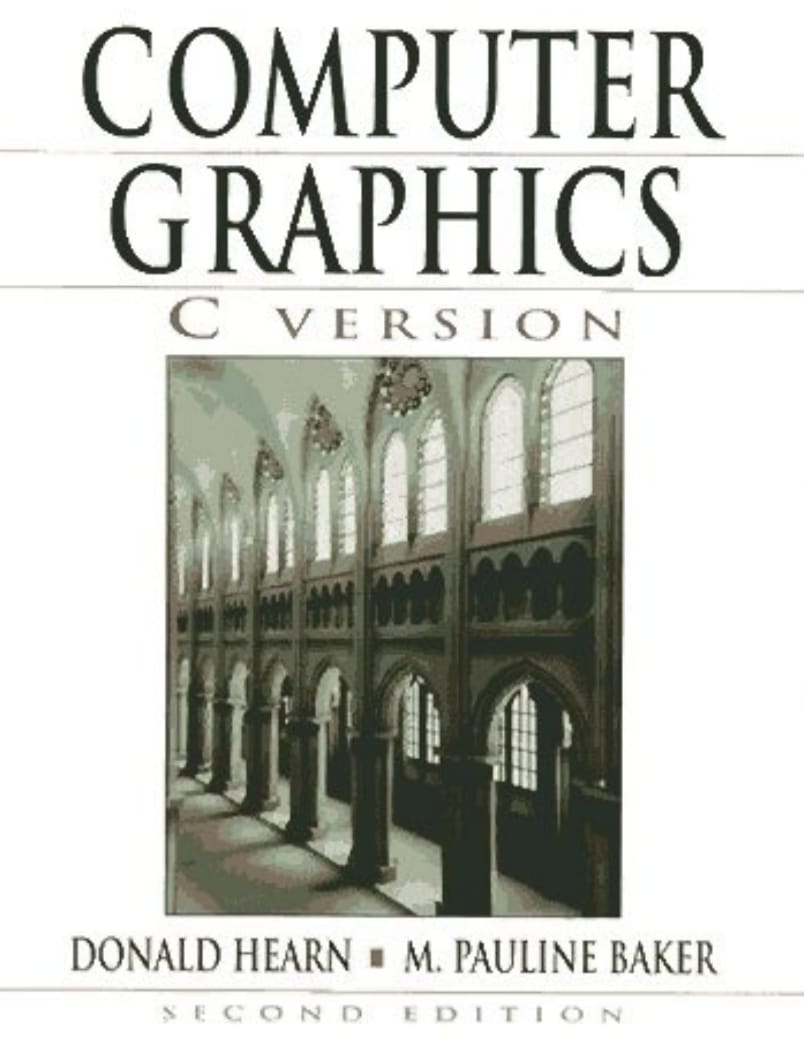 COMPUTER
GRAPHICS
C VERSION
DONALD HEARN ▪ M. PAULINE BAKER
SECOND EDITION